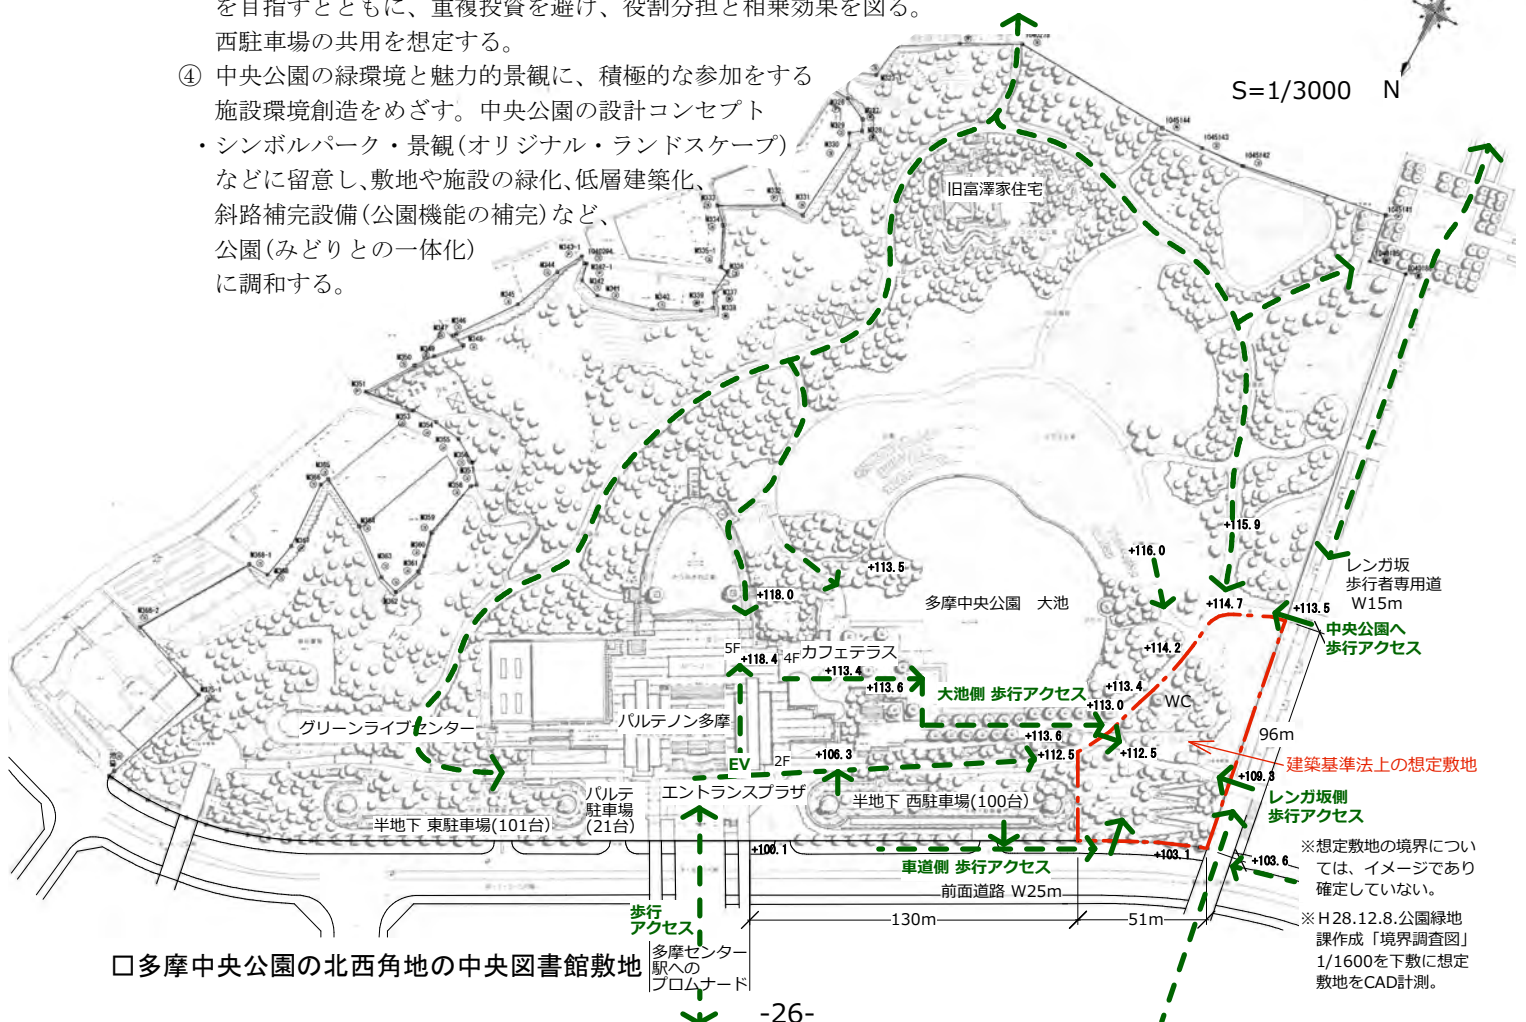 を目指すとともに、重複投資を避け、役割分担と相乗効果を図る。
西駐車場の共用を想定する。
④ 中央公園の緑環境と魅力的景観に、積極的な参加をする
施設環境創造をめざす。中央公園の設計コンセプト
・シンボルパーク・景観(オリジナル・ランドスケープ)
などに留意し、敷地や施設の緑化、低層建築化、
斜路補完設備(公園機能の補完)など、
公園(みどりとの一体化)
に調和する。
S=1/3000 N
旧富澤家住宅
+115.9
+116.0
レンガ坂
歩行者専用道
W15m
+113.5
+118.0
多摩中央公園 大池
+114.7
+113.5
中央公園へ
歩行アクセス
+114.2
5F
+118.4
4F
カフェテラス
+113.4
+113.6
大池側 歩行アクセス
+113.4
+113.0
WC
グリーンライブセンター
パルテノン多摩
+113.6
+112.5
+112.5
96m
建築基準法上の想定敷地
EV
2F
+106.3
+109.3
エントランスプラザ
パルテ
駐車場
(21台)
半地下 東駐車場(101台)
半地下 西駐車場(100台)
レンガ坂側
歩行アクセス
+100.1
車道側 歩行アクセス
+103.1
+103.6
前面道路 W25m
130m
51m
歩行
アクセス
多摩センター
駅への
プロムナード
※想定敷地の境界につい
ては、イメージであり
確定していない。
※H28.12.8.公園緑地
課作成「境界調査図」
1/1600を下敷に想定
敷地をCAD計測。
□多摩中央公園の北西角地の中央図書館敷地
-26-